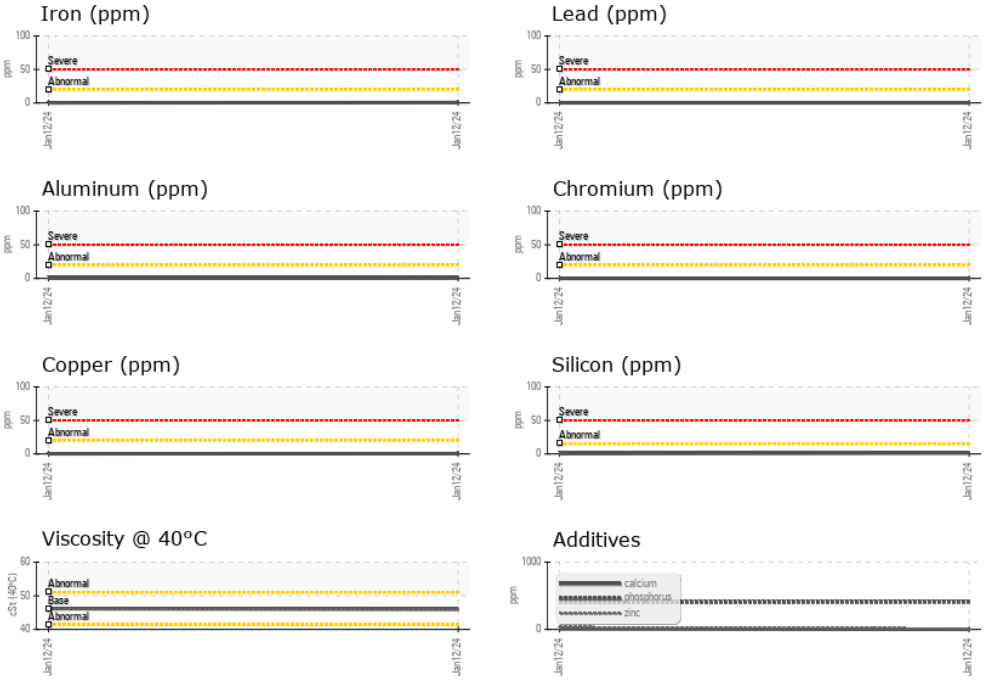 Iron (ppm)
100
Severe
50
Abnormal
0
ppm
Jan12/24
Jan12/24
Lead (ppm)
100
Severe
50
Abnormal
0
ppm
Jan12/24
Jan12/24
Aluminum (ppm)
100
Severe
50
Abnormal
0
ppm
Jan12/24
Jan12/24
Chromium (ppm)
100
Severe
50
Abnormal
0
ppm
Jan12/24
Jan12/24
Copper (ppm)
100
Severe
50
Abnormal
0
ppm
Jan12/24
Jan12/24
Silicon (ppm)
100
Severe
50
Abnormal
0
ppm
Jan12/24
Jan12/24
Viscosity @ 40°C
60
Abnormal
50
Base
Abnormal
40
cSt (40°C)
Jan12/24
Jan12/24
Additives
1000
calcium
phosphorus
zinc
0
ppm
Jan12/24
Jan12/24